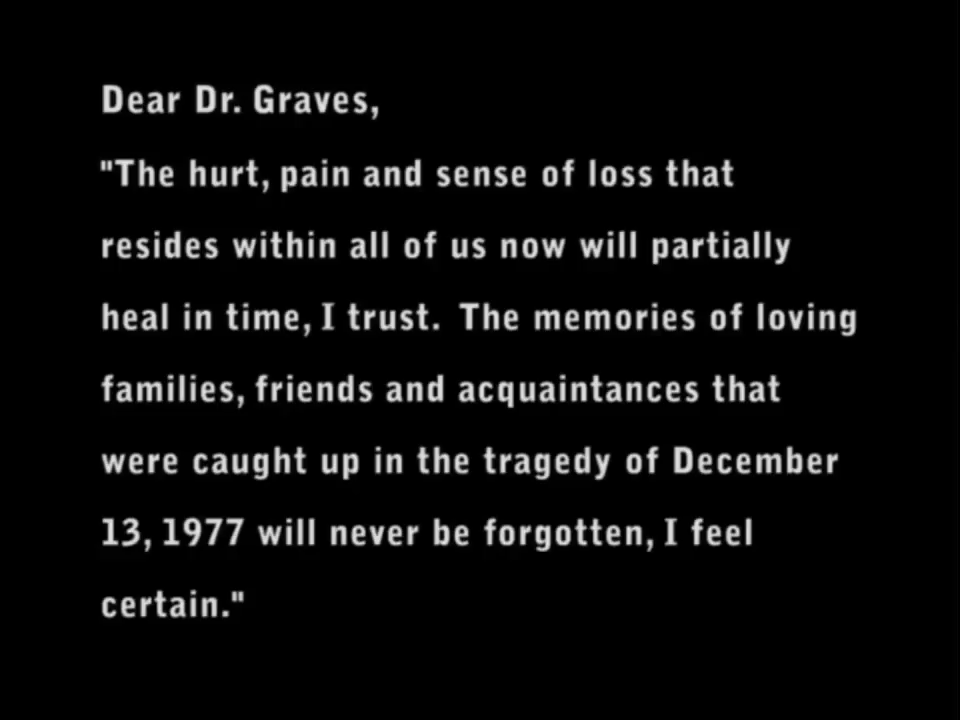 Dear Dr. Graves,
"The hurt, pain and sense of loss that
resides within all of us now will partially
heal in time, I trust.  The memories of loving
families, friends and acquaintances that
were caught up in the tragedy of December
13, 1977 will never be forgotten, I feel
certain."